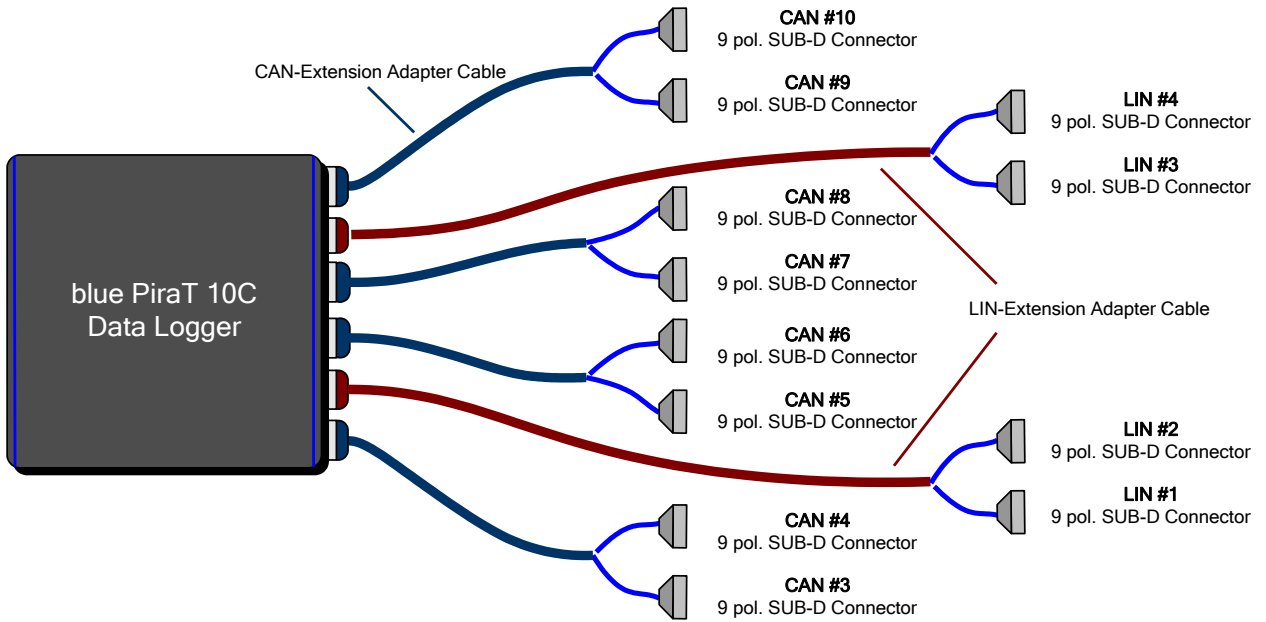 CAN #10
9 pol. SUB-D Connector
CAN-Extension Adapter Cable
CAN #9
9 pol. SUB-D Connector
LIN #4
9 pol. SUB-D Connector
LIN #3
9 pol. SUB-D Connector
CAN #8
9 pol. SUB-D Connector
CAN #7
9 pol. SUB-D Connector
blue PiraT 10C
Data Logger
LIN-Extension Adapter Cable
CAN #6
9 pol. SUB-D Connector
CAN #5
9 pol. SUB-D Connector
LIN #2
9 pol. SUB-D Connector
LIN #1
9 pol. SUB-D Connector
CAN #4
9 pol. SUB-D Connector
CAN #3
9 pol. SUB-D Connector